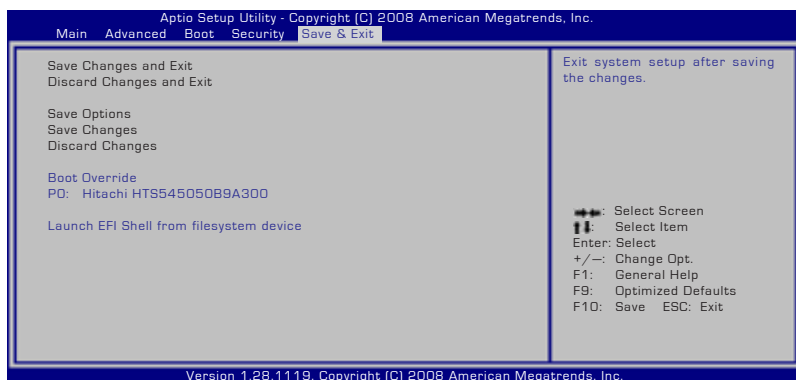 Aptio Setup Utility - Copyright (C) 2008 American Megatrends, Inc.
Main Advanced Boot Security Save & Exit
Save Changes and Exit
Discard Changes and Exit
Save Options
Save Changes
Discard Changes
Boot Override
P0: Hitachi HTS545050B9A300
Launch EFI Shell from filesystem device
Exit system setup after saving
the changes.
→←: Select Screen
↑↓: Select Item
Enter: Select
+/—: Change Opt.
F1: General Help
F9: Optimized Defaults
F10: Save ESC: Exit
Version 1.28.1119. Copyright (C) 2008 American Megatrends, Inc.